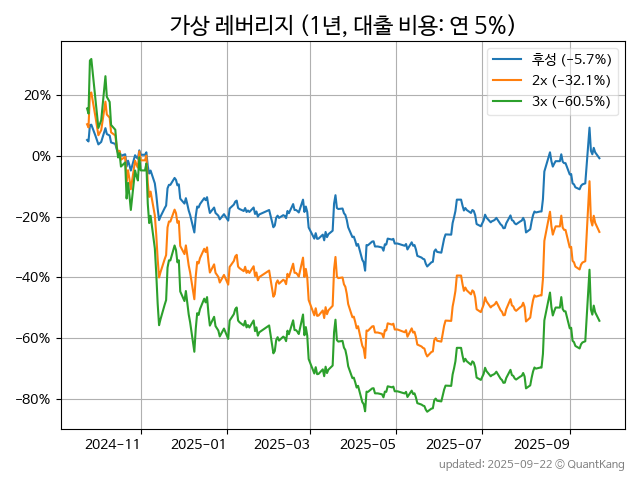 가상 레버리지 (1년, 대출 비용: 연 5%)
후성 (−5.7%)
2x (−32.1%)
3x (−60.5%)
20%
0%
−20%
−40%
−60%
−80%
2024-11
2025-01
2025-03
2025-05
2025-07
2025-09
updated: 2025-09-22 © QuantKang